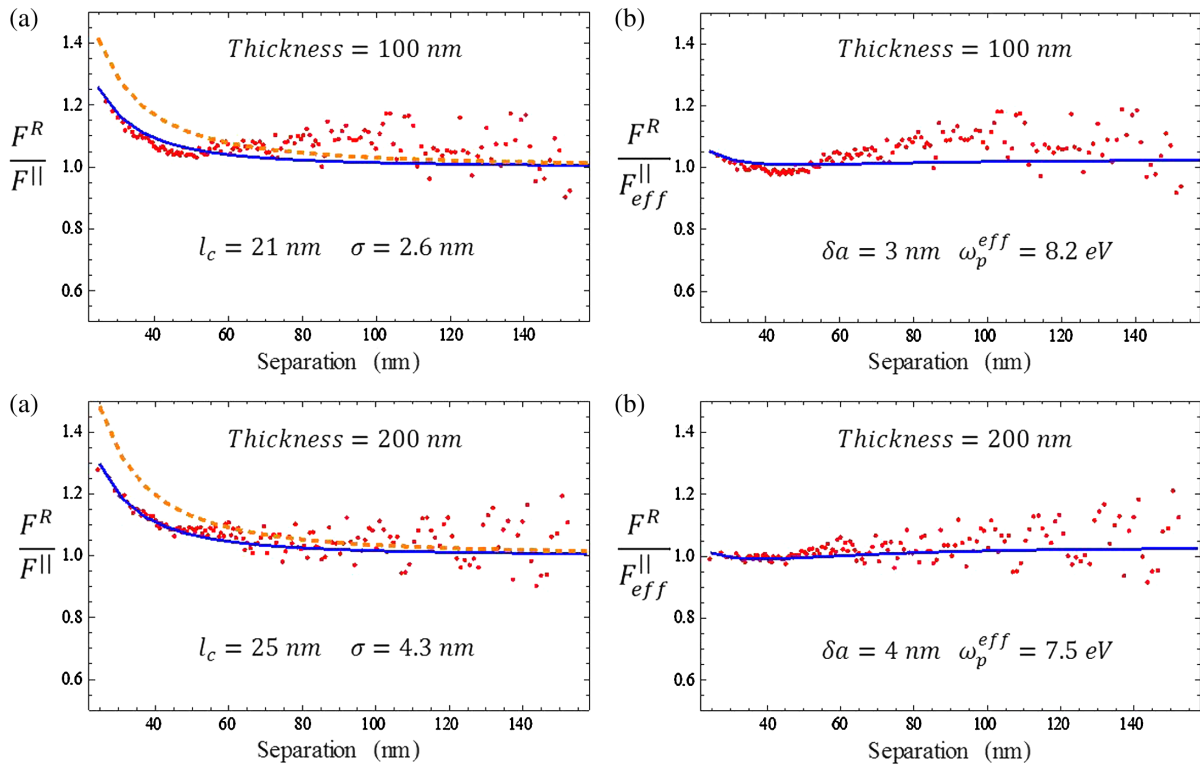 (a)
Thickness = 100 nm
F^R
F^||
1.4
1.2
1.0
0.8
0.6
l_c = 21 nm σ = 2.6 nm
40 60 80 100 120 140
Separation (nm)
(b)
Thickness = 100 nm
F^R
F^||_eff
1.4
1.2
1.0
0.8
0.6
δa = 3 nm ω_p^eff = 8.2 eV
40 60 80 100 120 140
Separation (nm)
(a)
Thickness = 200 nm
F^R
F^||
1.4
1.2
1.0
0.8
0.6
l_c = 25 nm σ = 4.3 nm
40 60 80 100 120 140
Separation (nm)
(b)
Thickness = 200 nm
F^R
F^||_eff
1.4
1.2
1.0
0.8
0.6
δa = 4 nm ω_p^eff = 7.5 eV
40 60 80 100 120 140
Separation (nm)